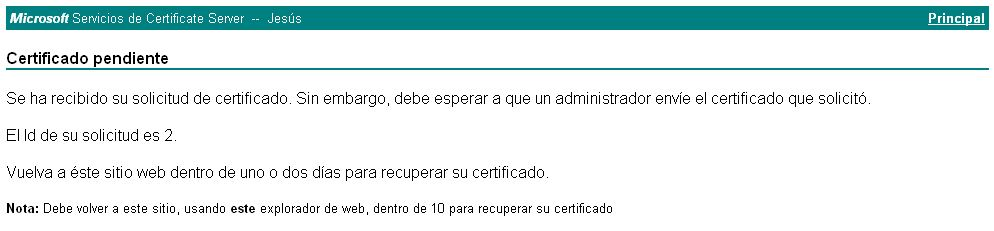 Microsoft Servicios de Certificate Server -- Jesús Principal
Certificado pendiente
Se ha recibido su solicitud de certificado. Sin embargo, debe esperar a que un administrador envíe el certificado que solicitó.
El Id de su solicitud es 2.
Vuelva a éste sitio web dentro de uno o dos días para recuperar su certificado.
Nota: Debe volver a este sitio, usando este explorador de web, dentro de 10 para recuperar su certificado